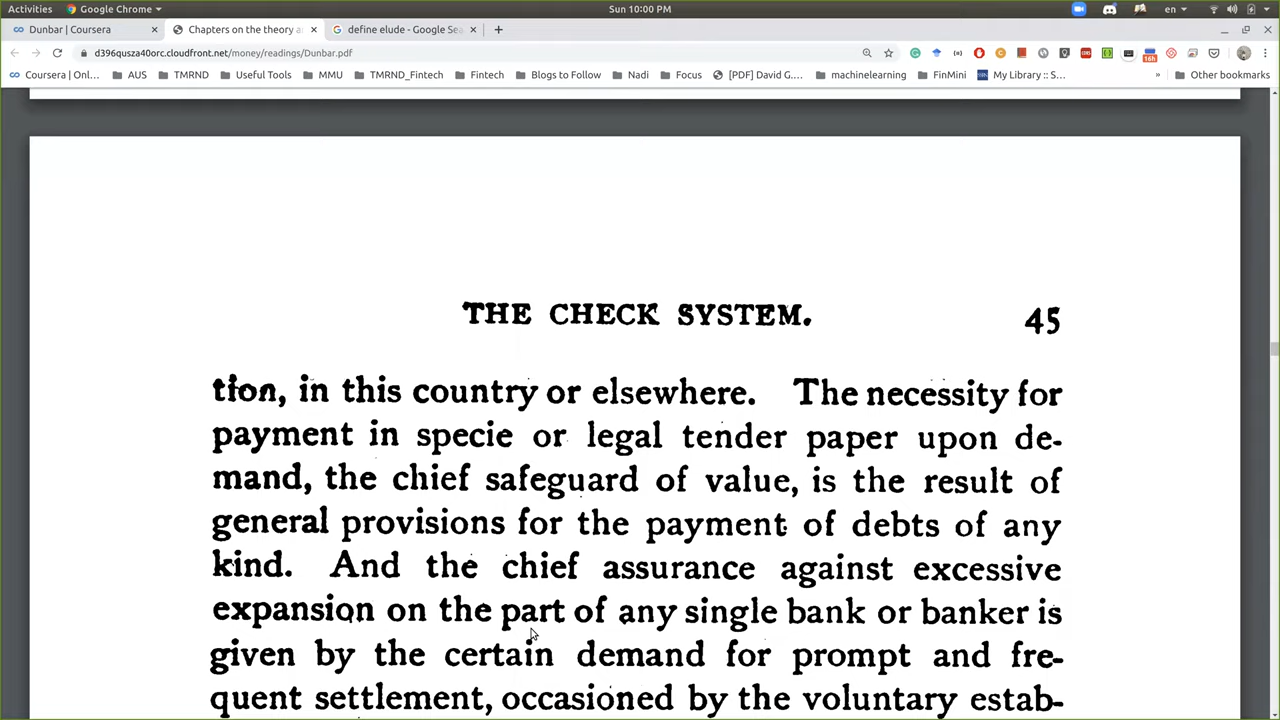 Activities Google Chrome Sun 10:00 PM en
Dunbar | Coursera × Chapters on the theory a × define elude - Google Sea × +
d396qusza40orc.cloudfront.net/money/readings/Dunbar.pdf
Coursera | Onl... AUS TMRND Useful Tools MMU TMRND_Fintech Fintech Blogs to Follow Nadi Focus [PDF] David G.... machinelearning FinMini My Library :: S... » Other bookmarks
16h
THE CHECK SYSTEM. 45
tion, in this country or elsewhere. The necessity for
payment in specie or legal tender paper upon de-
mand, the chief safeguard of value, is the result of
general provisions for the payment of debts of any
kind. And the chief assurance against excessive
expansion on the part of any single bank or banker is
given by the certain demand for prompt and fre-
quent settlement, occasioned by the voluntary estab-